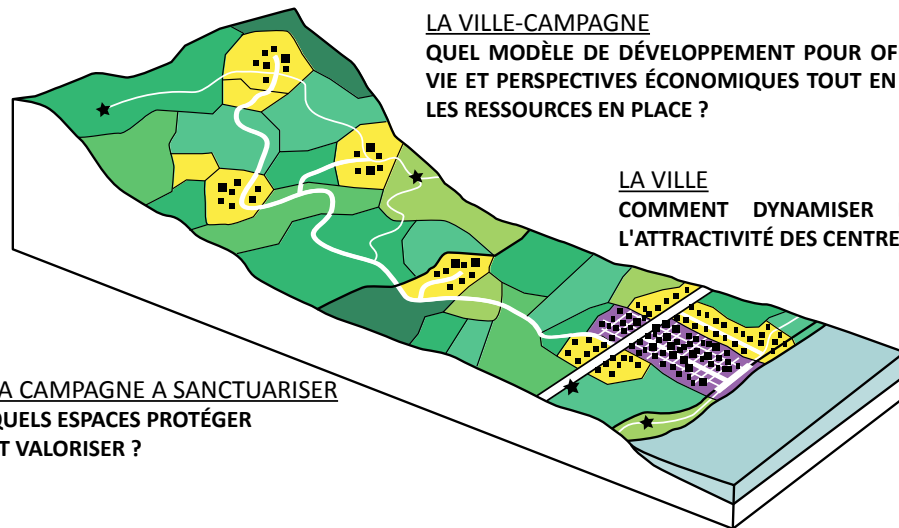 LA VILLE-CAMPAGNE
QUEL MODÈLE DE DÉVELOPPEMENT POUR OF
VIE ET PERSPECTIVES ÉCONOMIQUES TOUT EN
LES RESSOURCES EN PLACE ?
LA VILLE
COMMENT DYNAMISER
L'ATTRACTIVITÉ DES CENTRE
A CAMPAGNE A SANCTUARISER
QUELS ESPACES PROTÉGER
T VALORISER ?